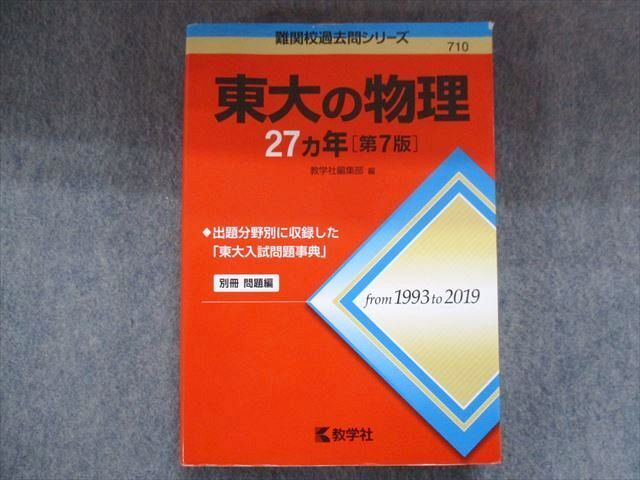 難関校過去問シリーズ
710
東大の物理
27カ年[第7版]
教学社編集部 編
◆出題分野別に収録した
「東大入試問題事典」
別冊 問題編
from 1993 to 2019
教学社